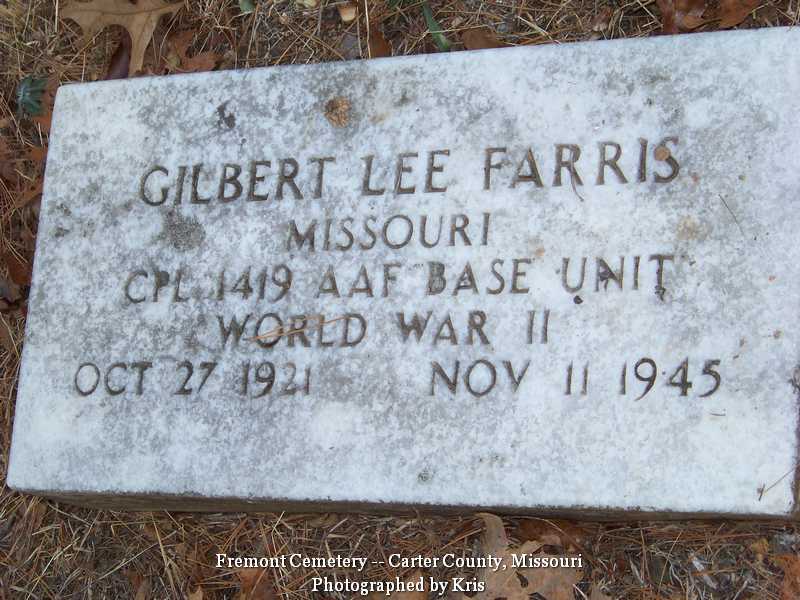 GILBERT LEE FARRIS
MISSOURI
CPL 1419 AAF BASE UNIT
WORLD WAR II
OCT 27 1921 NOV 11 1945
Fremont Cemetery -- Carter County, Missouri
Photographed by Kris